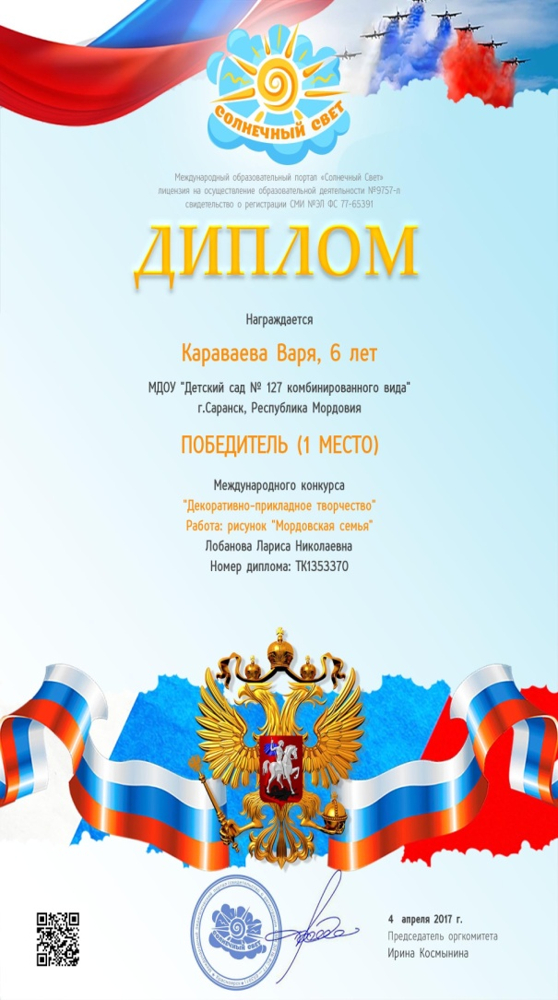 СОЛНЕЧНЫЙ СВЕТ
Международный образовательный портал «Солнечный Свет»
лицензия на осуществление образовательной деятельности №9757-л
свидетельство о регистрации СМИ №ЭЛ ФС 77-65391
ДИПЛОМ
Награждается
Караваева Варя, 6 лет
МДОУ "Детский сад № 127 комбинированного вида"
г.Саранск, Республика Мордовия
ПОБЕДИТЕЛЬ (1 МЕСТО)
Международного конкурса
"Декоративно-прикладное творчество"
Работа: рисунок "Мордовская семья"
Лобанова Лариса Николаевна
Номер диплома: ТК1353370
СОЛНЕЧНЫЙ СВЕТ
4 апреля 2017 г.
Председатель оргкомитета
Ирина Космынина